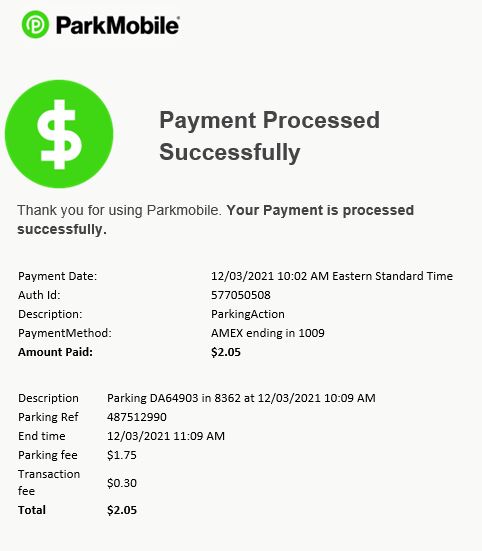 ParkMobile
Payment Processed
Successfully
Thank you for using Parkmobile. Your Payment is processed
successfully.
Payment Date: 12/03/2021 10:02 AM Eastern Standard Time
Auth Id: 577050508
Description: ParkingAction
PaymentMethod: AMEX ending in 1009
Amount Paid: $2.05
Description Parking DA64903 in 8362 at 12/03/2021 10:09 AM
Parking Ref 487512990
End time 12/03/2021 11:09 AM
Parking fee $1.75
Transaction
fee $0.30
Total $2.05